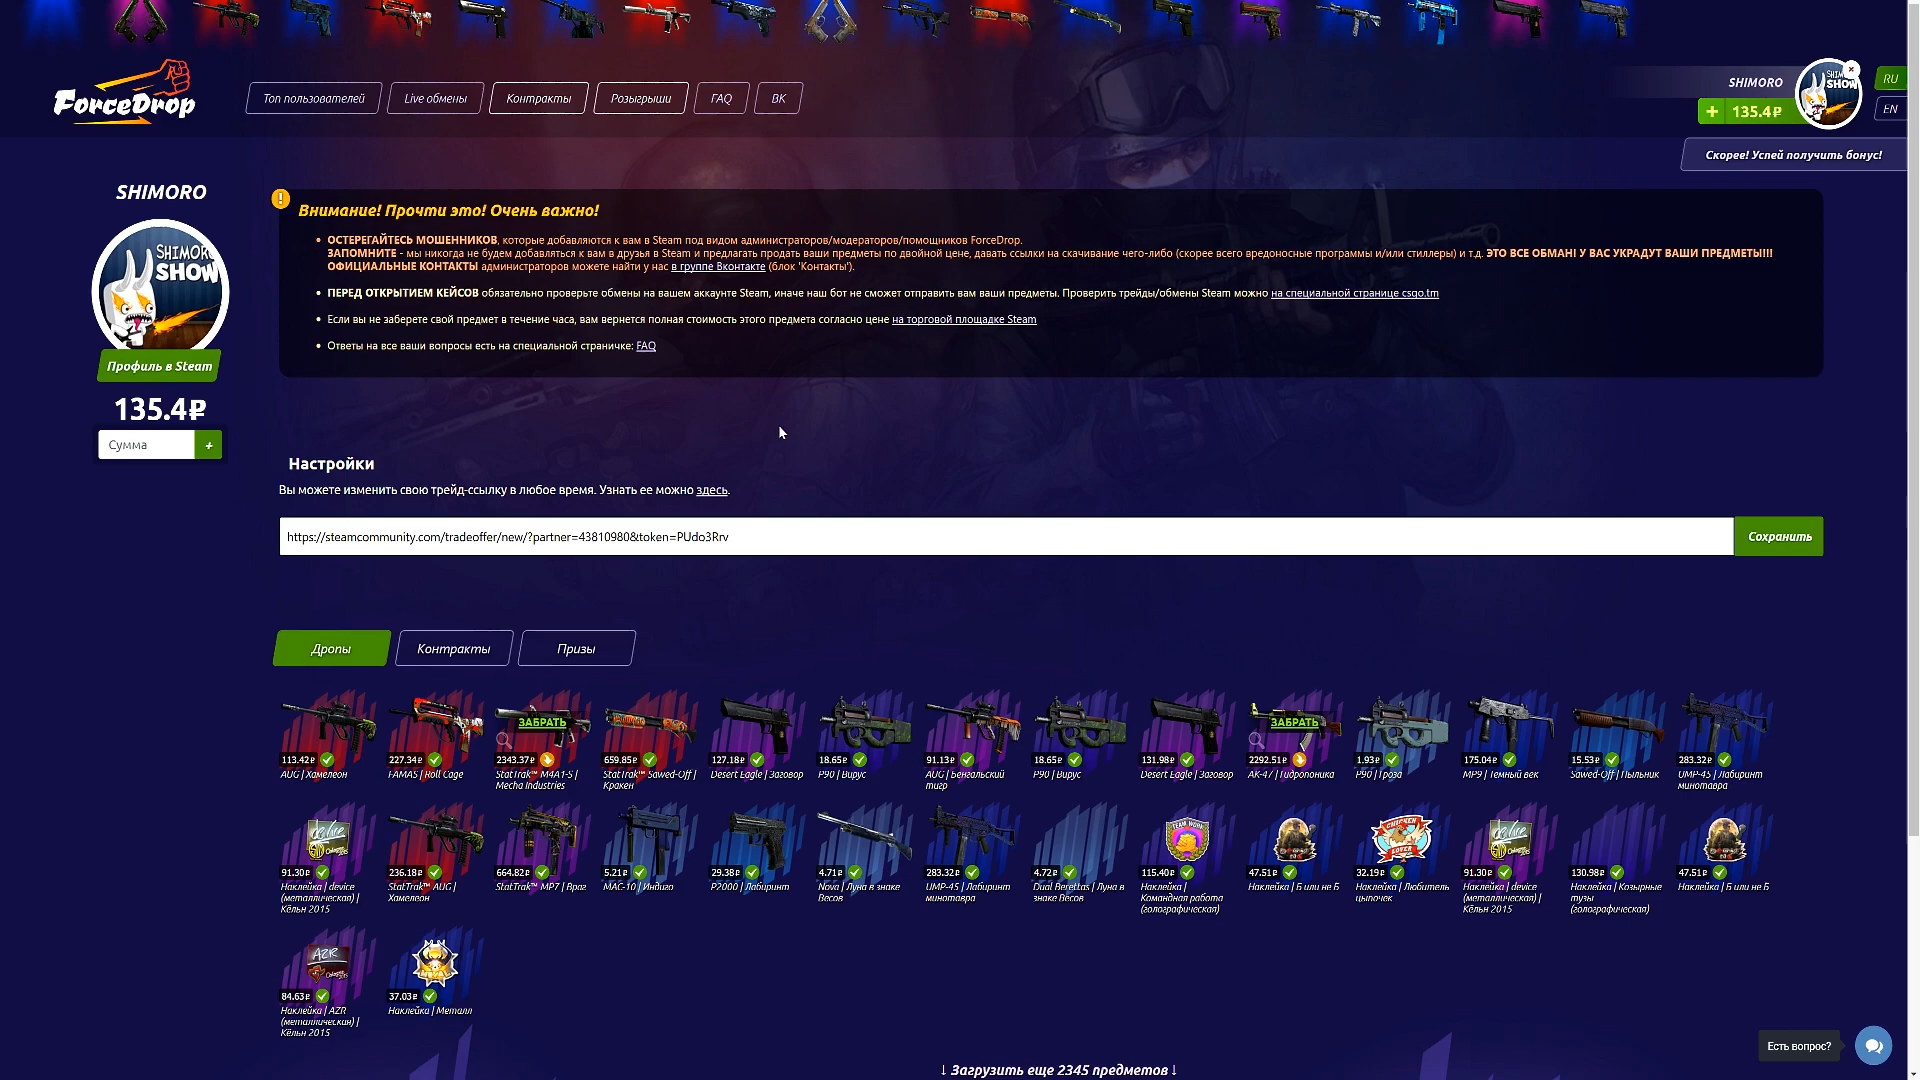 ForceDrop
Топ пользователей
Live обмены
Контракты
Розыгрыши
FAQ
ВК
SHIMORO
+ 135.4₽
SHIMORO SHOW
RU
EN
Скорее! Успей получить бонус!
SHIMORO
SHIMORO
SHOW
Профиль в Steam
135.4₽
Сумма
+
Внимание! Прочти это! Очень важно!
• ОСТЕРЕГАЙТЕСЬ МОШЕННИКОВ, которые добавляются к вам в Steam под видом администраторов/модераторов/помощников ForceDrop.
ЗАПОМНИТЕ - мы никогда не будем добавляться к вам в друзья в Steam и предлагать продать ваши предметы по двойной цене, давать ссылки на скачивание чего-либо (скорее всего вредоносные программы и/или стиллеры) и т.д. ЭТО ВСЕ ОБМАН! У ВАС УКРАДУТ ВАШИ ПРЕДМЕТЫ!!!
ОФИЦИАЛЬНЫЕ КОНТАКТЫ администраторов можете найти у нас в группе Вконтакте (блок 'Контакты').
• ПЕРЕД ОТКРЫТИЕМ КЕЙСОВ обязательно проверьте обмены на вашем аккаунте Steam, иначе наш бот не сможет отправить вам ваши предметы. Проверить трейды/обмены Steam можно на специальной странице csgo.tm
• Если вы не заберете свой предмет в течение часа, вам вернется полная стоимость этого предмета согласно цене на торговой площадке Steam
• Ответы на все ваши вопросы есть на специальной страничке: FAQ
Настройки
Вы можете изменить свою трейд-ссылку в любое время. Узнать ее можно здесь.
https://steamcommunity.com/tradeoffer/new/?partner=43810980&token=PUdo3Rrv
Сохранить
Дропы
Контракты
Призы
113.42₽
AUG | Хамелеон
227.34₽
FAMAS | Roll Cage
ЗАБРАТЬ
2343.37₽
StatTrak™ M4A1-S |
Mecha Industries
659.85₽
StatTrak™ Sawed-Off |
Кракен
127.18₽
Desert Eagle | Заговор
18.65₽
P90 | Вирус
91.13₽
AUG | Бенгальский
тигр
18.65₽
P90 | Вирус
131.98₽
Desert Eagle | Заговор
ЗАБРАТЬ
2292.51₽
AK-47 | Гидропоника
1.93₽
P90 | Гроза
175.04₽
MP9 | Темный век
15.53₽
Sawed-Off | Пыльник
283.32₽
UMP-45 | Лабиринт
минотавра
91.30₽
Наклейка | device
(металлическая) |
Кёльн 2015
236.18₽
StatTrak™ AUG |
Хамелеон
664.82₽
StatTrak™ MP7 | Враг
5.21₽
MAC-10 | Индиго
29.38₽
P2000 | Лабиринт
4.71₽
Nova | Луна в знаке
Весов
283.32₽
UMP-45 | Лабиринт
минотавра
4.72₽
Dual Berettas | Луна в
знаке Весов
115.40₽
Наклейка |
Командная работа
(голографическая)
47.51₽
Наклейка | Б или не Б
32.19₽
Наклейка | Любитель
цыпочек
91.30₽
Наклейка | device
(металлическая) |
Кёльн 2015
130.98₽
Наклейка | Козырные
тузы
(голографическая)
47.51₽
Наклейка | Б или не Б
AZR
84.63₽
Наклейка | AZR
(металлическая) |
Кёльн 2015
37.03₽
Наклейка | Металл
↓ Загрузить еще 2345 предметов ↓
Есть вопрос?